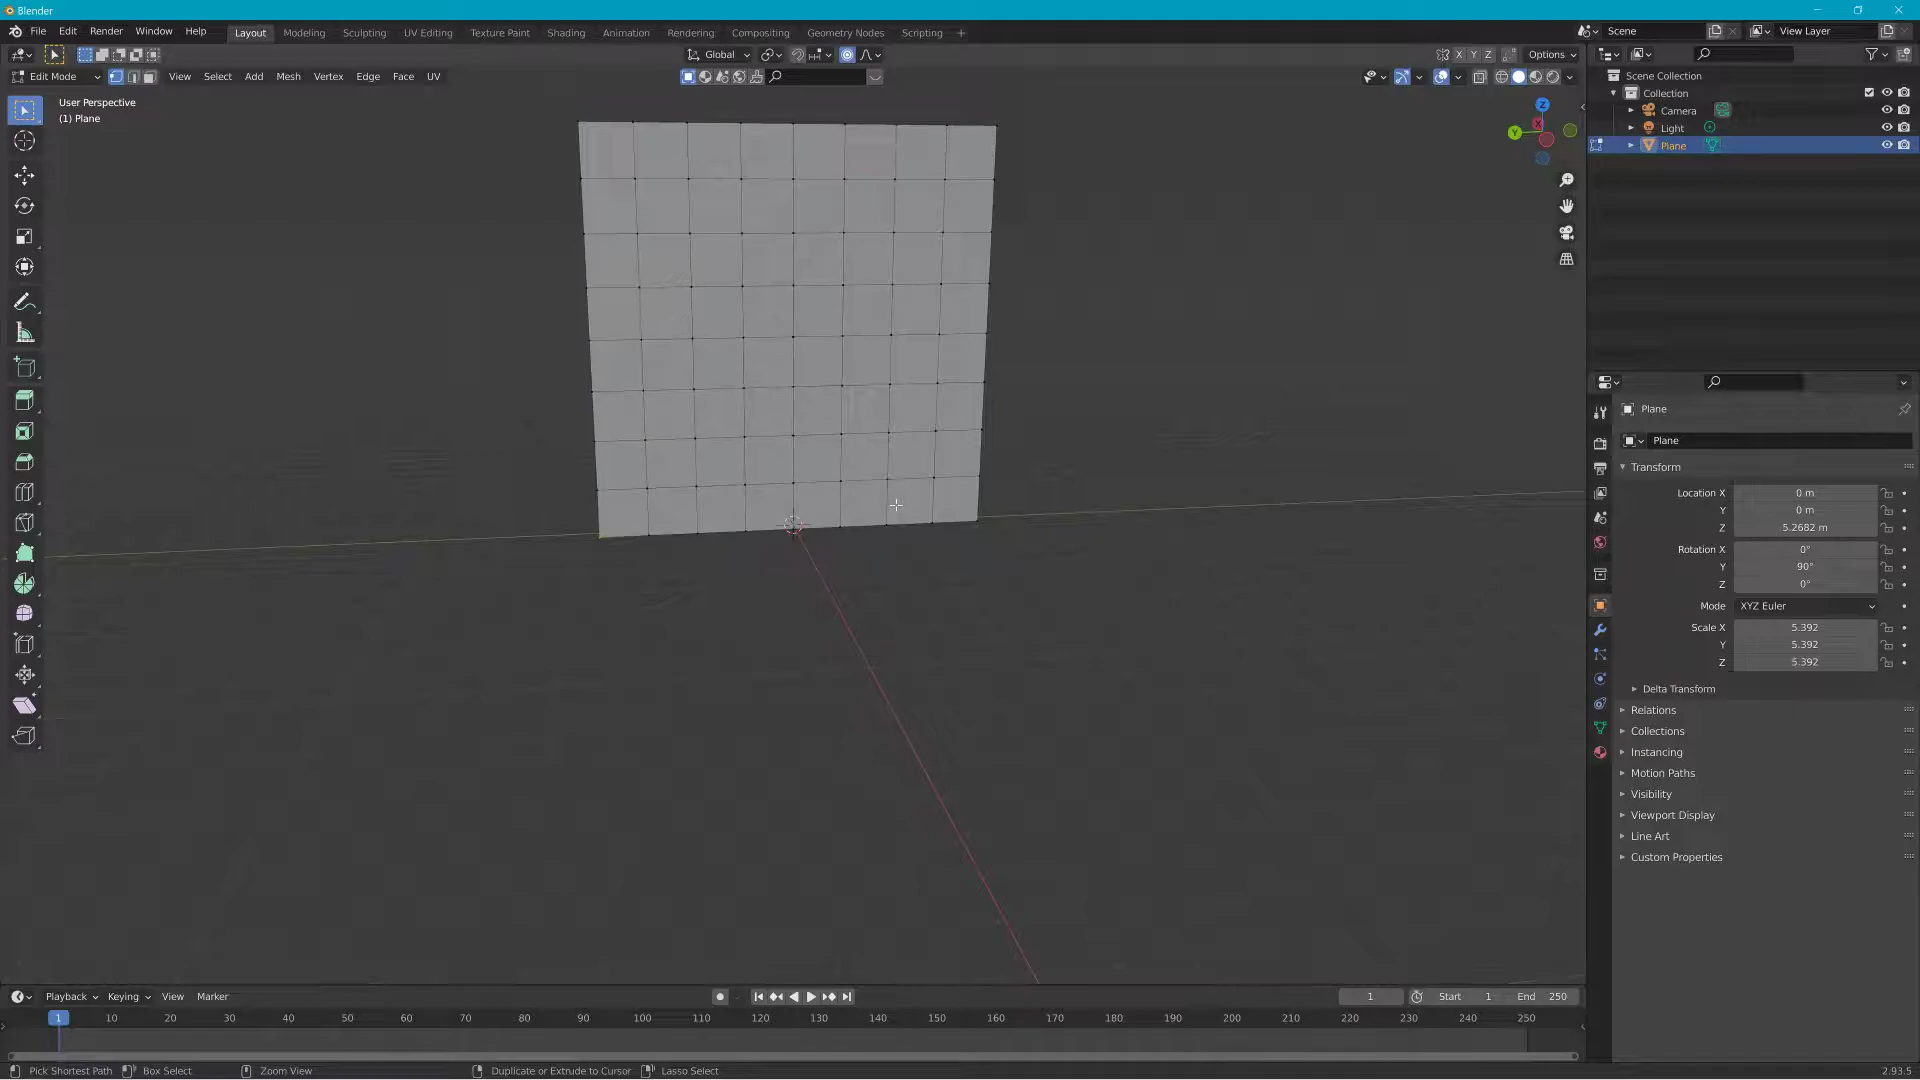 Blender
File Edit Render Window Help Layout Modeling Sculpting UV Editing Texture Paint Shading Animation Rendering Compositing Geometry Nodes Scripting + Scene View Layer
Global X Y Z Options
Edit Mode View Select Add Mesh Vertex Edge Face UV
User Perspective
(1) Plane
Z
X
Y
Scene Collection
Collection
Camera
Light
Plane
Plane
Plane
Transform
Location X 0 m
Y 0 m
Z 5.2682 m
Rotation X 0°
Y 90°
Z 0°
Mode XYZ Euler
Scale X 5.392
Y 5.392
Z 5.392
Delta Transform
Relations
Collections
Instancing
Motion Paths
Visibility
Viewport Display
Line Art
Custom Properties
Playback Keying View Marker 1 Start 1 End 250
1 10 20 30 40 50 60 70 80 90 100 110 120 130 140 150 160 170 180 190 200 210 220 230 240 250
Pick Shortest Path Box Select Zoom View Duplicate or Extrude to Cursor Lasso Select 2.93.5